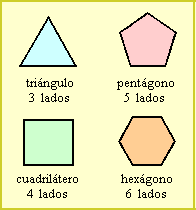 triángulo pentágono
3 lados 5 lados
cuadrilátero hexágono
4 lados 6 lados